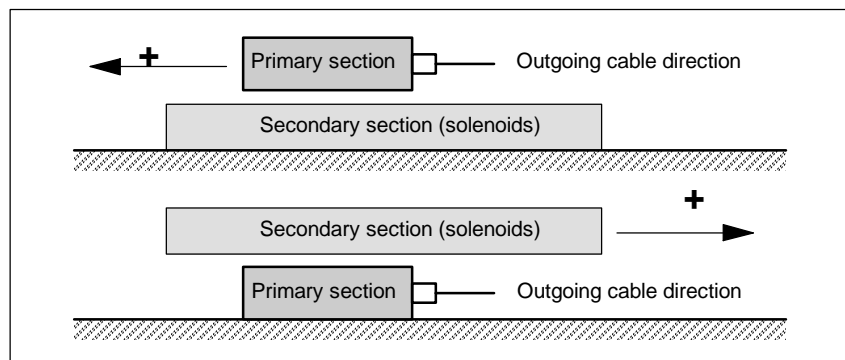 +
Primary section
Outgoing cable direction
Secondary section (solenoids)
+
Secondary section (solenoids)
Primary section
Outgoing cable direction